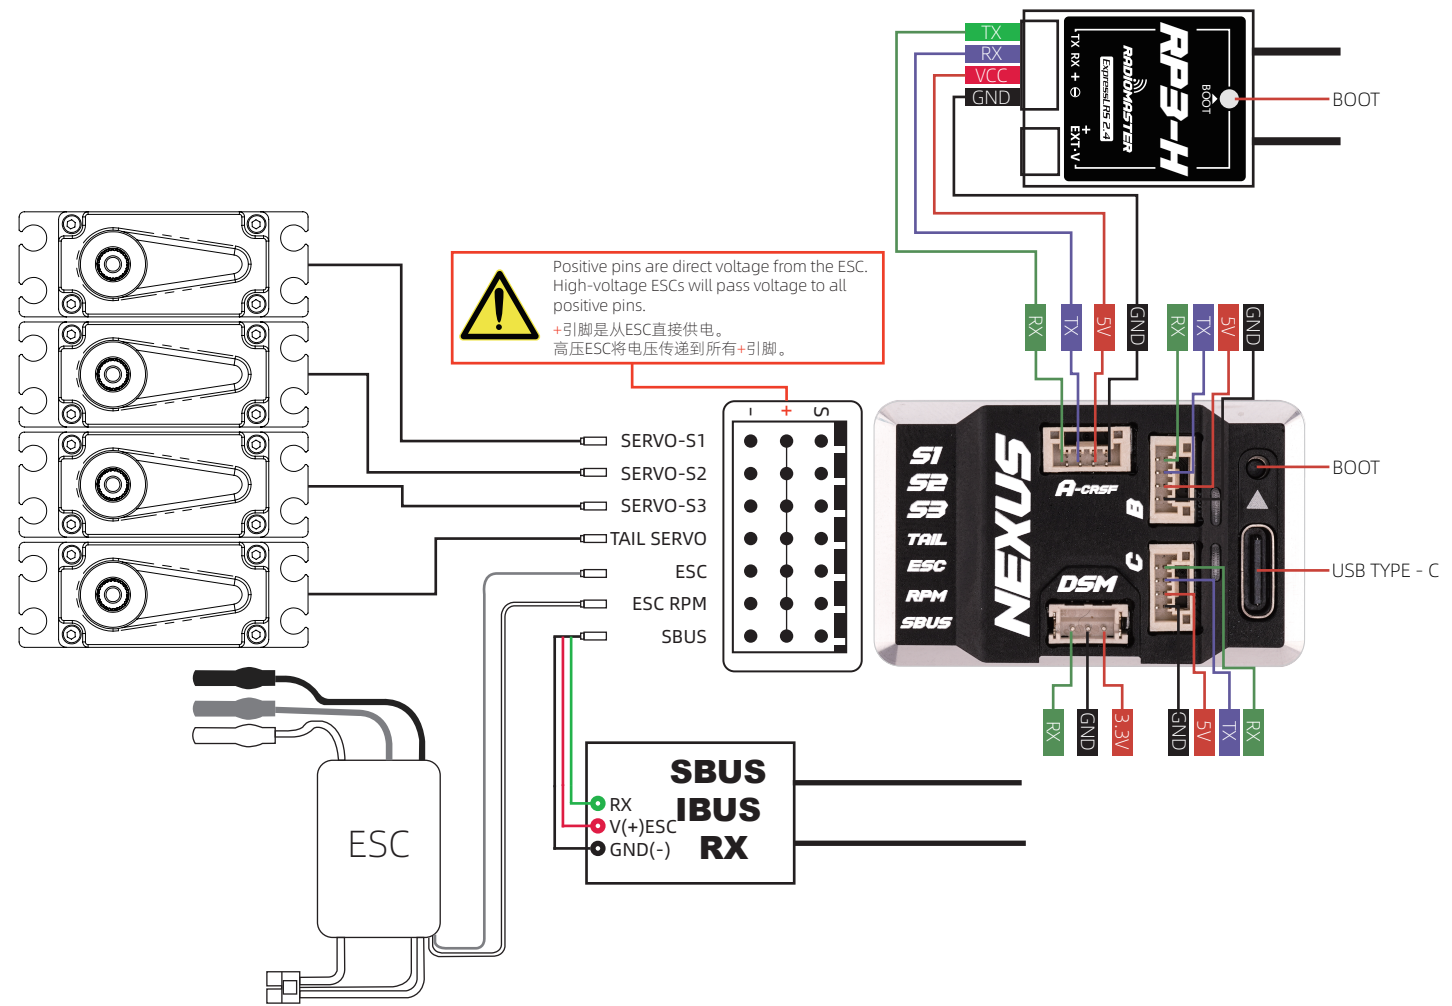 TX
RX
VCC
GND
TX RX + ⊖
+
EXT-V
RADIOMASTER
ExpressLRS 2.4
RP3-H
BOOT
BOOT
Positive pins are direct voltage from the ESC.
High-voltage ESCs will pass voltage to all
positive pins.
+引脚是从ESC直接供电。
高压ESC将电压传递到所有+引脚。
RX
TX
5V
GND
RX
TX
5V
GND
- + S
SERVO-S1
SERVO-S2
SERVO-S3
TAIL SERVO
ESC
ESC RPM
SBUS
S1
S2
S3
TAIL
ESC
RPM
SBUS
NEXUS
A-CRSF
B
C
DSM
BOOT
USB TYPE - C
RX
GND
3.3V
GND
5V
TX
RX
ESC
SBUS
IBUS
RX
RX
V(+)ESC
GND(-)